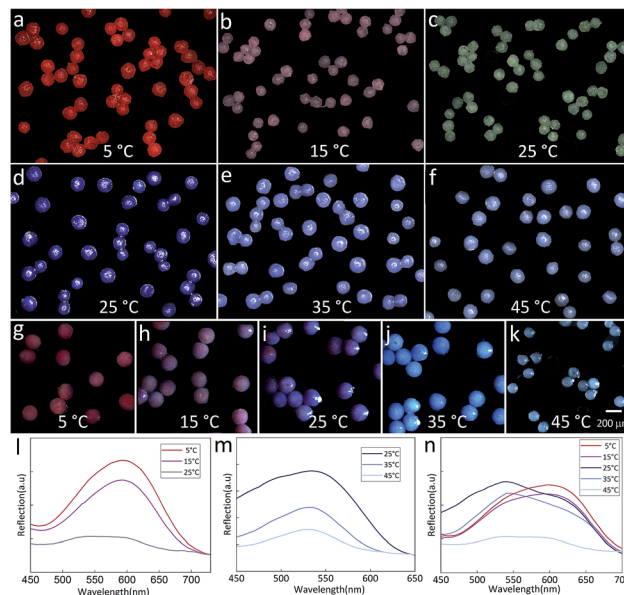 a b c
5 °C 15 °C 25 °C
d e f
25 °C 35 °C 45 °C
g h i j k
5 °C 15 °C 25 °C 35 °C 45 °C
200 μm
l m n
5°C
15°C
25°C
25°C
35°C
45°C
5°C
15°C
25°C
35°C
45°C
Reflection(a.u) Reflection(a.u) Reflection(a.u)
450 500 550 600 650 700 450 500 550 600 650 450 500 550 600 650 700
Wavelength(nm) Wavelength(nm) Wavelength(nm)